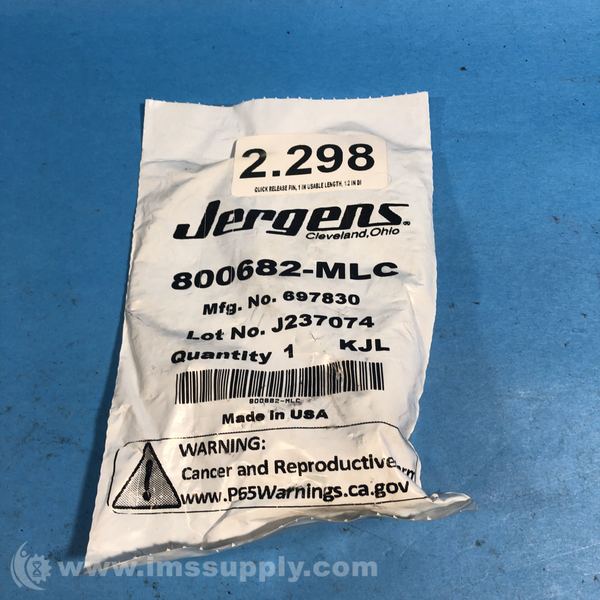 2.298
QUICK RELEASE PIN, 1 IN USABLE LENGTH, 1/2 IN DI
Jergens®
Cleveland, Ohio
800682-MLC
Mfg. No. 697830
Lot No. J237074
Quantity 1 KJL
800682-MLC
Made in USA
WARNING:
Cancer and Reproductive
www.P65Warnings.ca.gov
www.imssupply.com